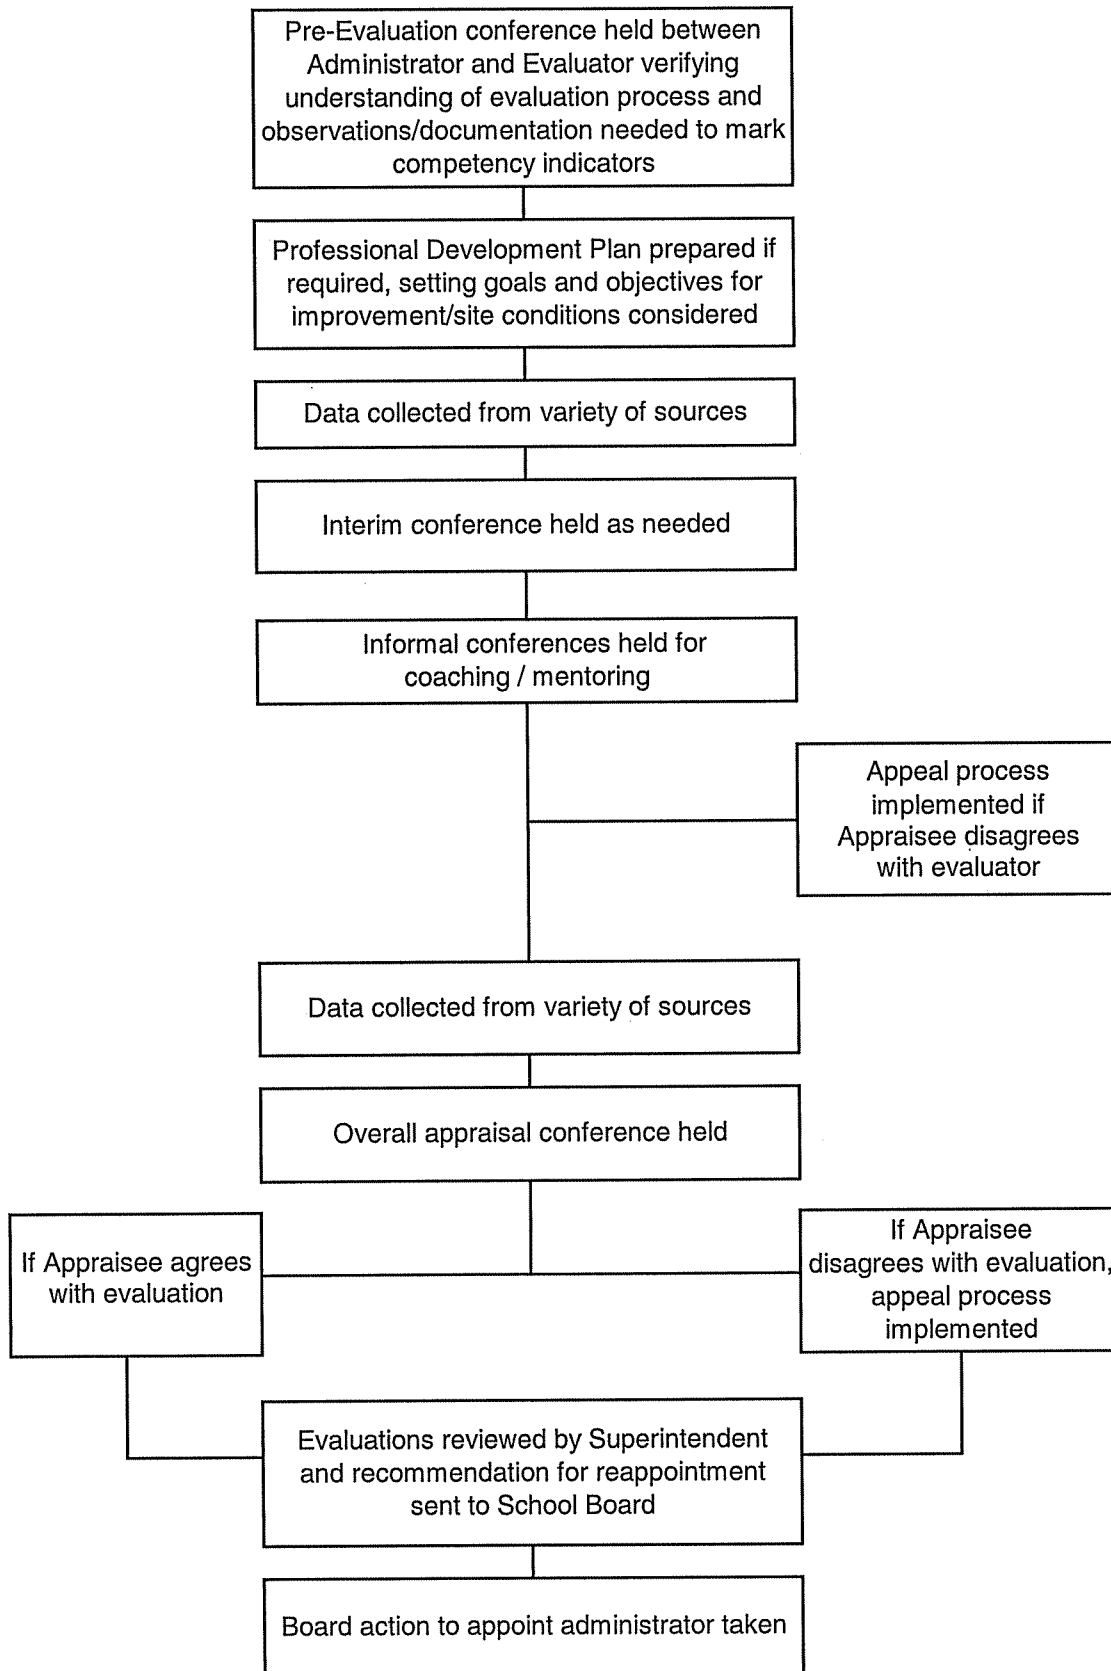 Pre-Evaluation conference held between
Administrator and Evaluator verifying
understanding of evaluation process and
observations/documentation needed to mark
competency indicators
Professional Development Plan prepared if
required, setting goals and objectives for
improvement/site conditions considered
Data collected from variety of sources
Interim conference held as needed
Informal conferences held for
coaching / mentoring
Appeal process
implemented if
Appraisee disagrees
with evaluator
Data collected from variety of sources
Overall appraisal conference held
If Appraisee agrees
with evaluation
If Appraisee
disagrees with evaluation,
appeal process
implemented
Evaluations reviewed by Superintendent
and recommendation for reappointment
sent to School Board
Board action to appoint administrator taken